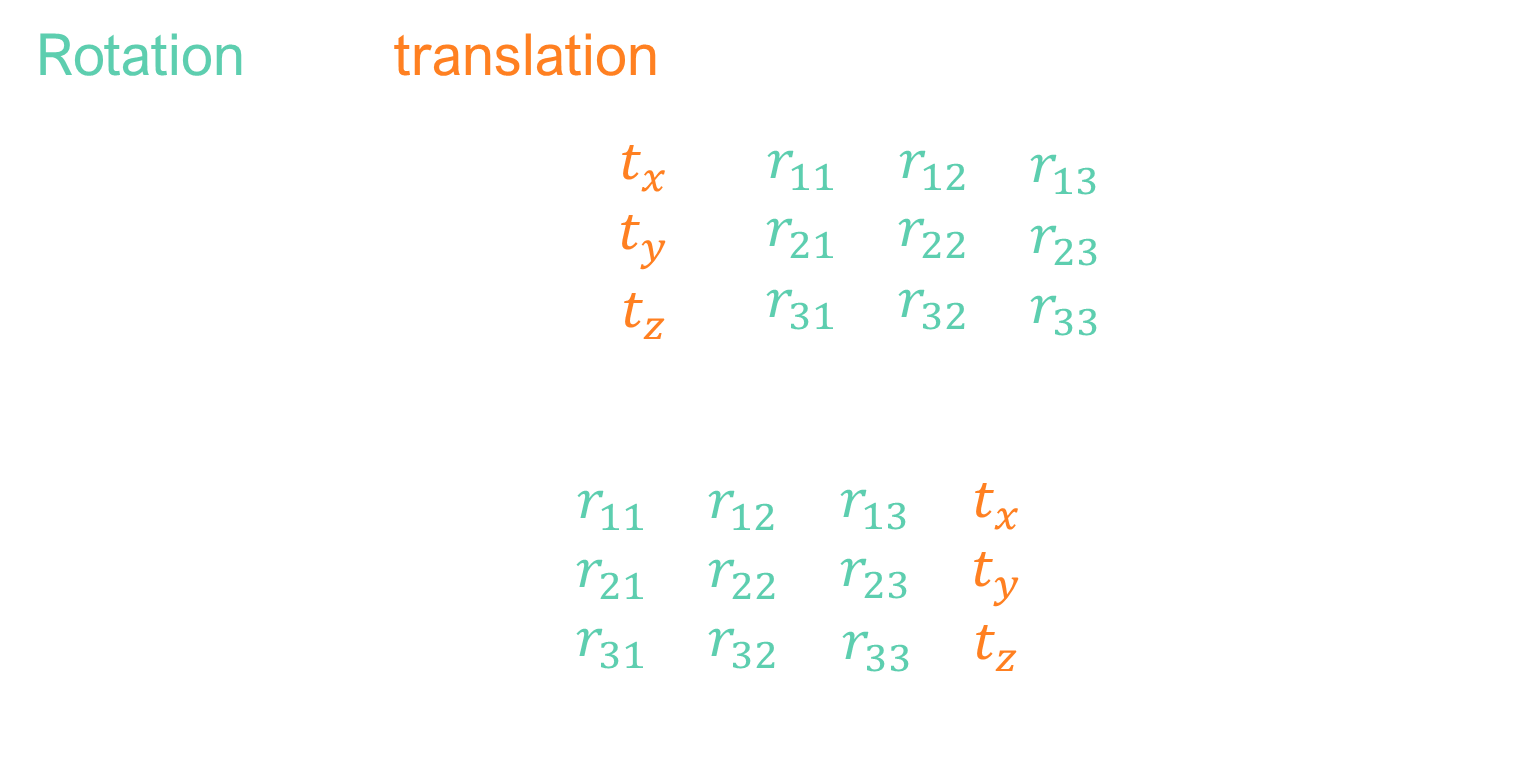 Rotation translation
t_x r_11 r_12 r_13
t_y r_21 r_22 r_23
t_z r_31 r_32 r_33
r_11 r_12 r_13 t_x
r_21 r_22 r_23 t_y
r_31 r_32 r_33 t_z